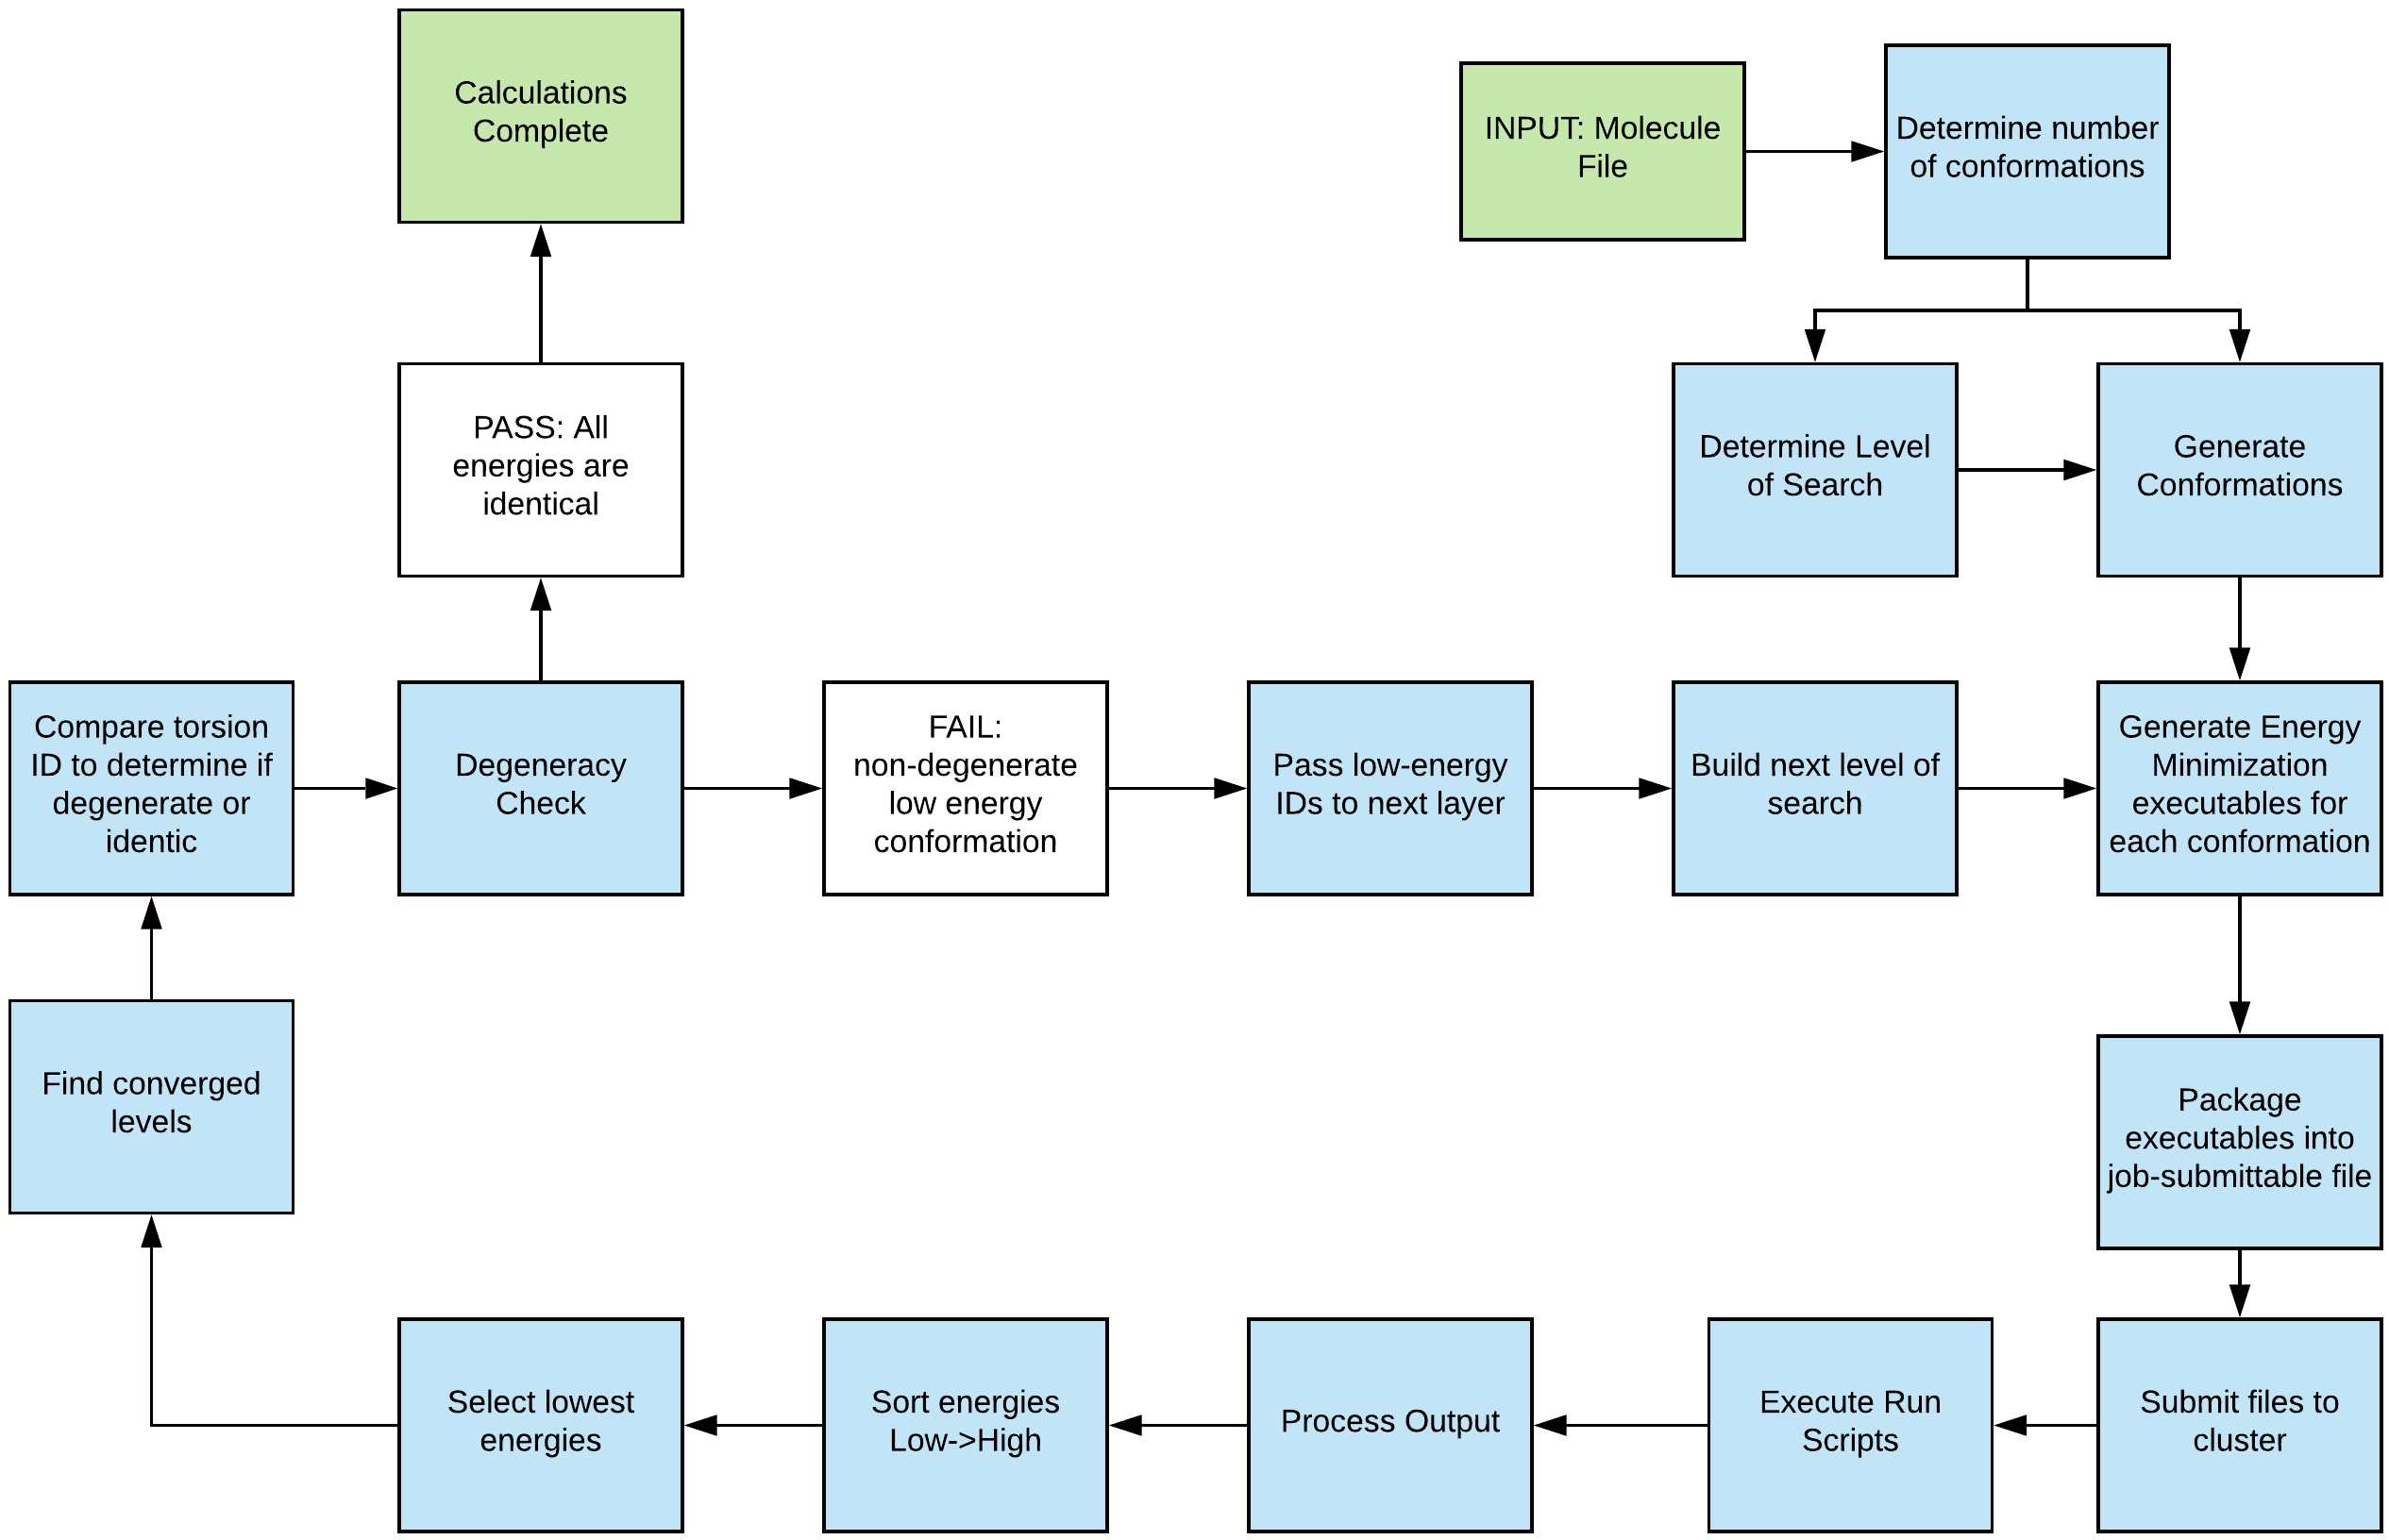 Calculations
Complete
INPUT: Molecule
File
Determine number
of conformations
PASS: All
energies are
identical
Determine Level
of Search
Generate
Conformations
Compare torsion
ID to determine if
degenerate or
identic
Degeneracy
Check
FAIL:
non-degenerate
low energy
conformation
Pass low-energy
IDs to next layer
Build next level of
search
Generate Energy
Minimization
executables for
each conformation
Find converged
levels
Package
executables into
job-submittable file
Select lowest
energies
Sort energies
Low->High
Process Output
Execute Run
Scripts
Submit files to
cluster